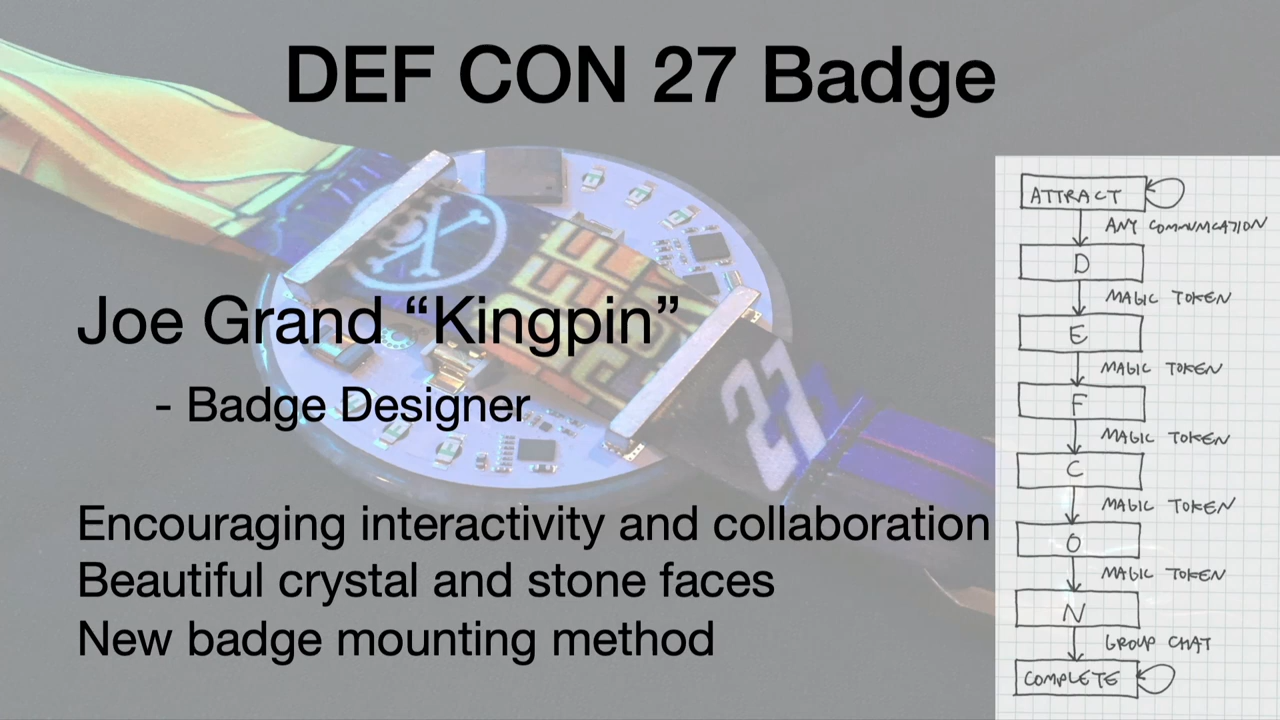 DEF CON 27 Badge
Joe Grand “Kingpin”
- Badge Designer
Encouraging interactivity and collaboration
Beautiful crystal and stone faces
New badge mounting method
27
ATTRACT
ANY COMMUNICATION
D
MAGIC TOKEN
E
MAGIC TOKEN
F
MAGIC TOKEN
C
MAGIC TOKEN
O
MAGIC TOKEN
N
GROUP CHAT
COMPLETE